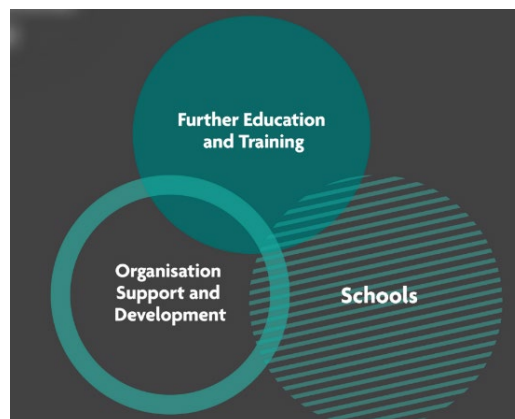 Further Education
and Training
Organisation
Support and
Development
Schools